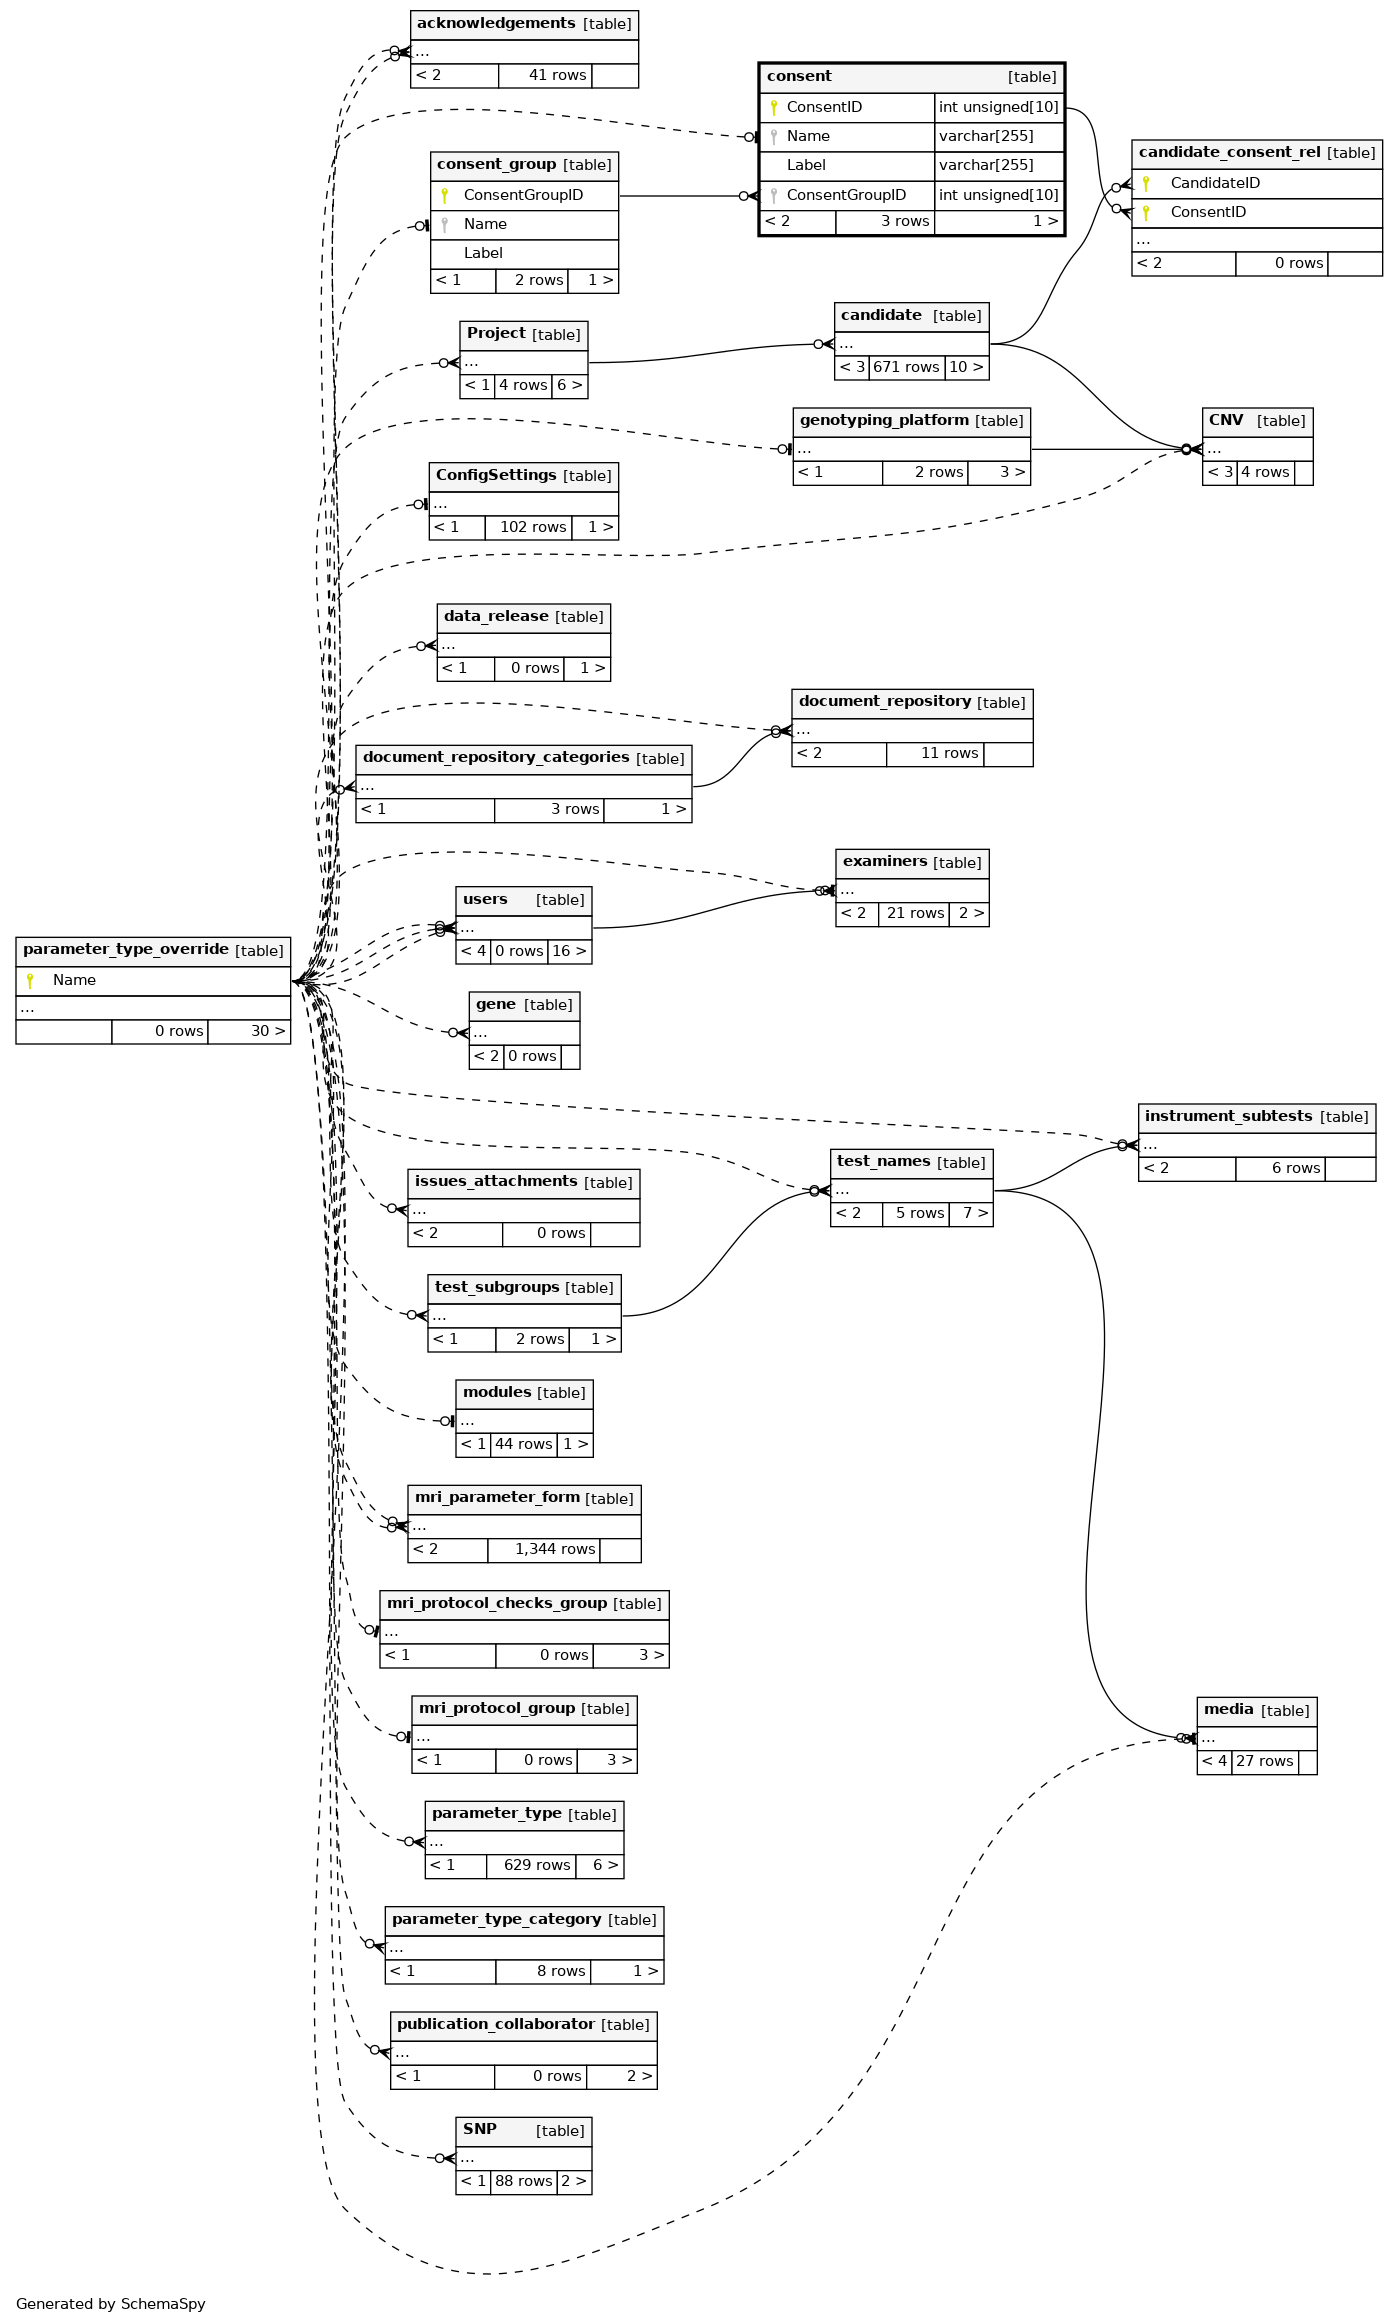 acknowledgements [table]
...
< 2 41 rows
consent [table]
ConsentID int unsigned[10]
Name varchar[255]
Label varchar[255]
ConsentGroupID int unsigned[10]
< 2 3 rows 1 >
candidate_consent_rel [table]
CandidateID
ConsentID
...
< 2 0 rows
consent_group [table]
ConsentGroupID
Name
Label
< 1 2 rows 1 >
candidate [table]
...
< 3 671 rows 10 >
Project [table]
...
< 1 4 rows 6 >
genotyping_platform [table]
...
< 1 2 rows 3 >
CNV [table]
...
< 3 4 rows
ConfigSettings [table]
...
< 1 102 rows 1 >
data_release [table]
...
< 1 0 rows 1 >
document_repository [table]
...
< 2 11 rows
document_repository_categories [table]
...
< 1 3 rows 1 >
examiners [table]
...
< 2 21 rows 2 >
users [table]
...
< 4 0 rows 16 >
parameter_type_override [table]
Name
...
0 rows 30 >
gene [table]
...
< 2 0 rows
instrument_subtests [table]
...
< 2 6 rows
test_names [table]
...
< 2 5 rows 7 >
issues_attachments [table]
...
< 2 0 rows
test_subgroups [table]
...
< 1 2 rows 1 >
modules [table]
...
< 1 44 rows 1 >
mri_parameter_form [table]
...
< 2 1,344 rows
mri_protocol_checks_group [table]
...
< 1 0 rows 3 >
mri_protocol_group [table]
...
< 1 0 rows 3 >
media [table]
...
< 4 27 rows
parameter_type [table]
...
< 1 629 rows 6 >
parameter_type_category [table]
...
< 1 8 rows 1 >
publication_collaborator [table]
...
< 1 0 rows 2 >
SNP [table]
...
< 1 88 rows 2 >
Generated by SchemaSpy